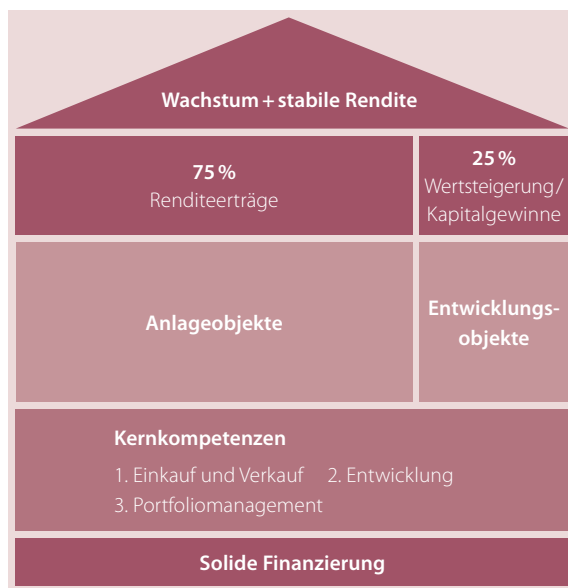 Wachstum + stabile Rendite
75 %
Renditeerträge
25 %
Wertsteigerung/
Kapitalgewinne
Anlageobjekte
Entwicklungs-
objekte
Kernkompetenzen
1. Einkauf und Verkauf 2. Entwicklung
3. Portfoliomanagement
Solide Finanzierung